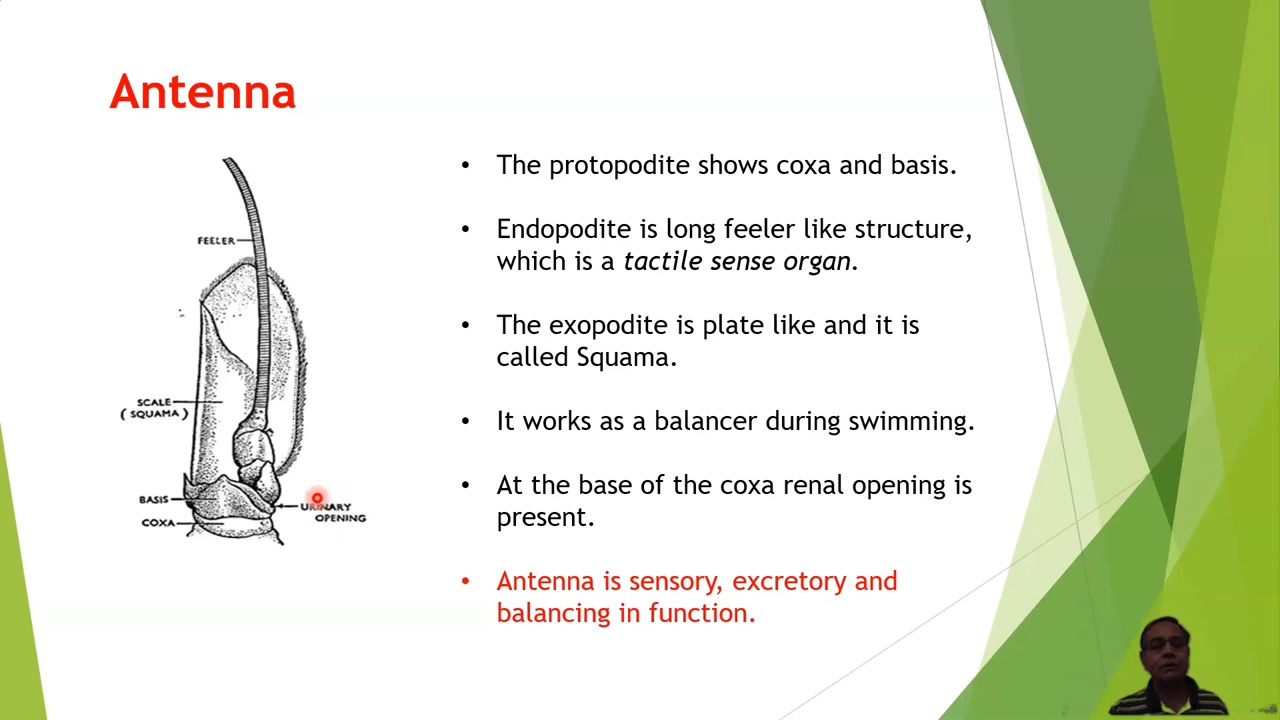 Antenna
FEELER
SCALE
(SQUAMA)
BASIS
COXA
URINARY
OPENING
• The protopodite shows coxa and basis.
• Endopodite is long feeler like structure,
which is a tactile sense organ.
• The exopodite is plate like and it is
called Squama.
• It works as a balancer during swimming.
• At the base of the coxa renal opening is
present.
• Antenna is sensory, excretory and
balancing in function.